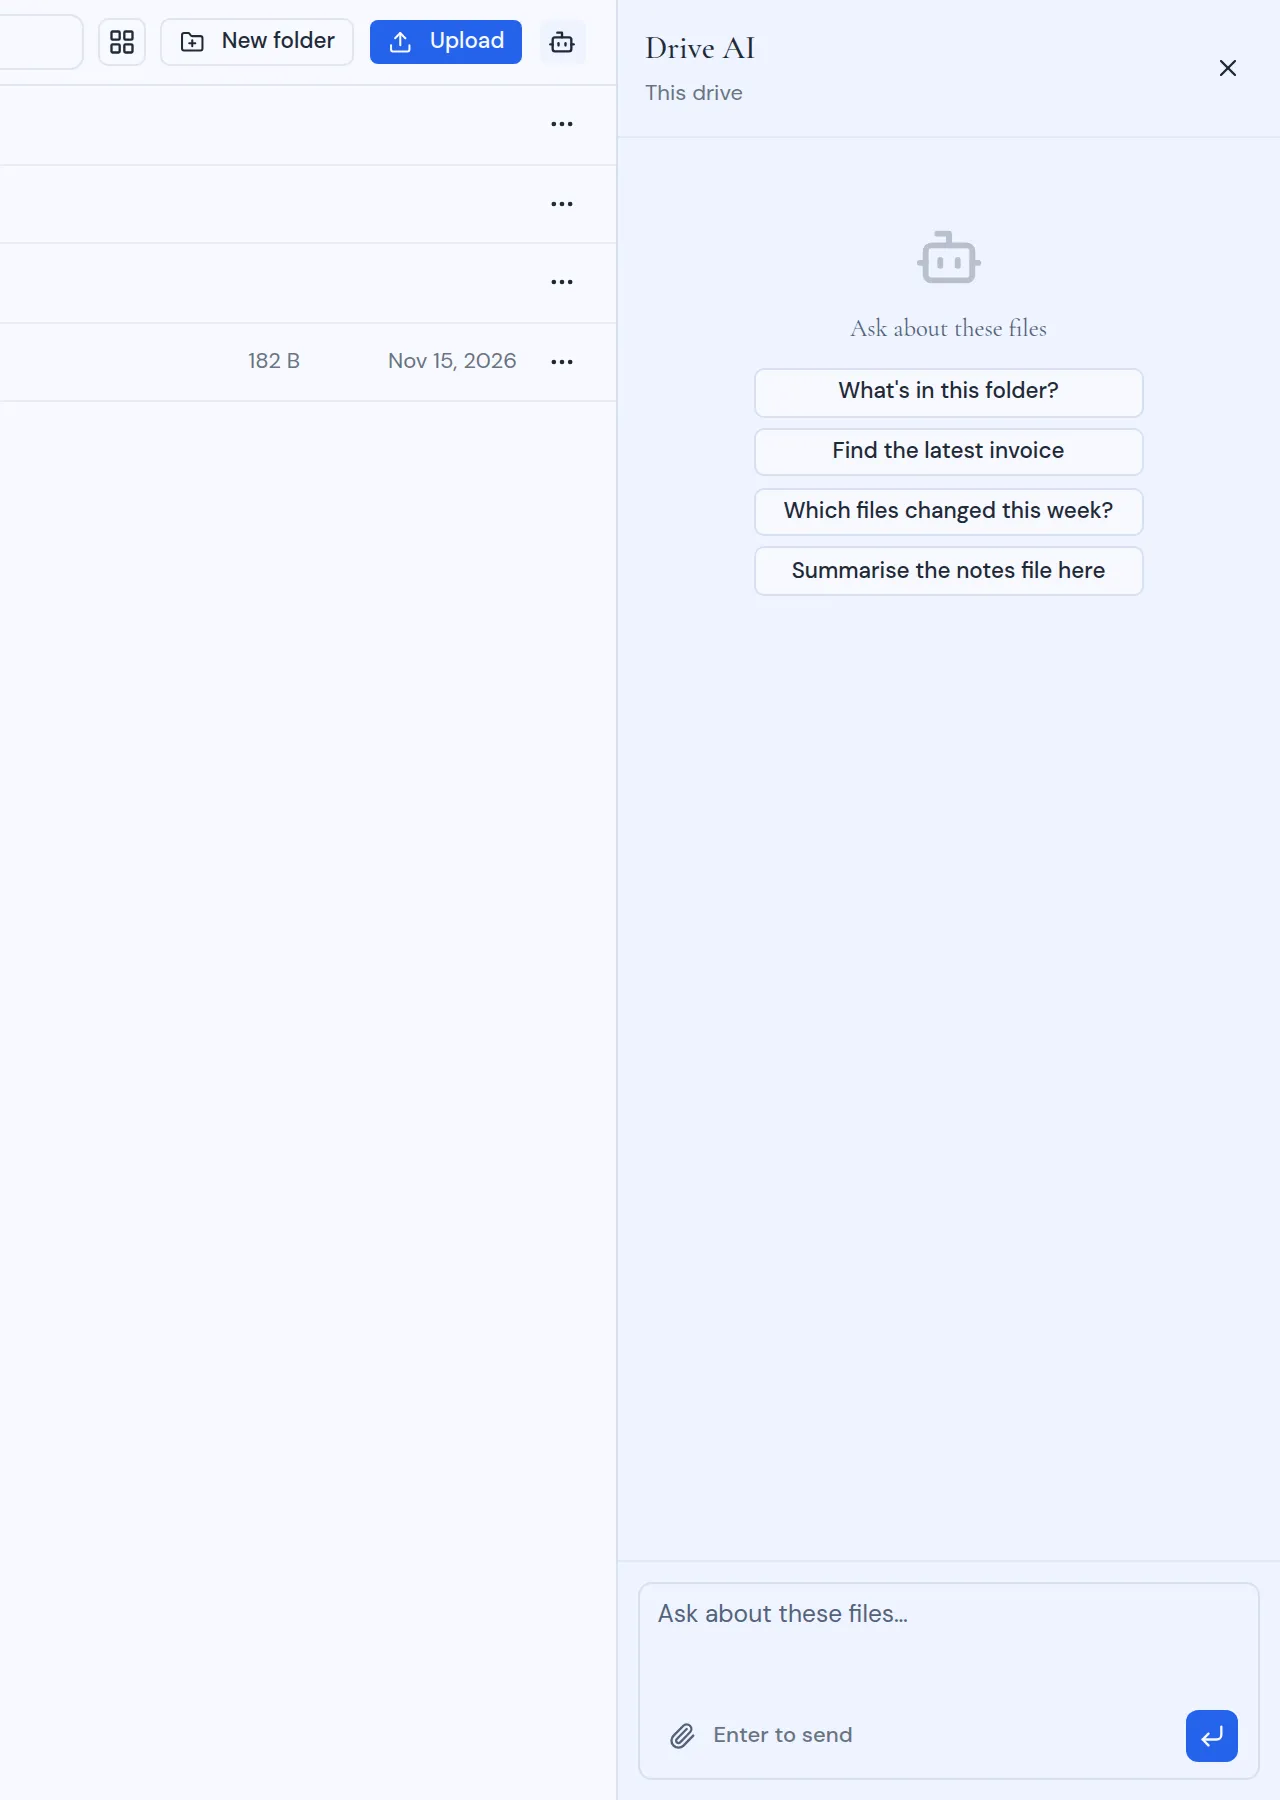 New folder
Upload
182 B
Nov 15, 2026
Drive AI
This drive
Ask about these files
What's in this folder?
Find the latest invoice
Which files changed this week?
Summarise the notes file here
Ask about these files...
Enter to send